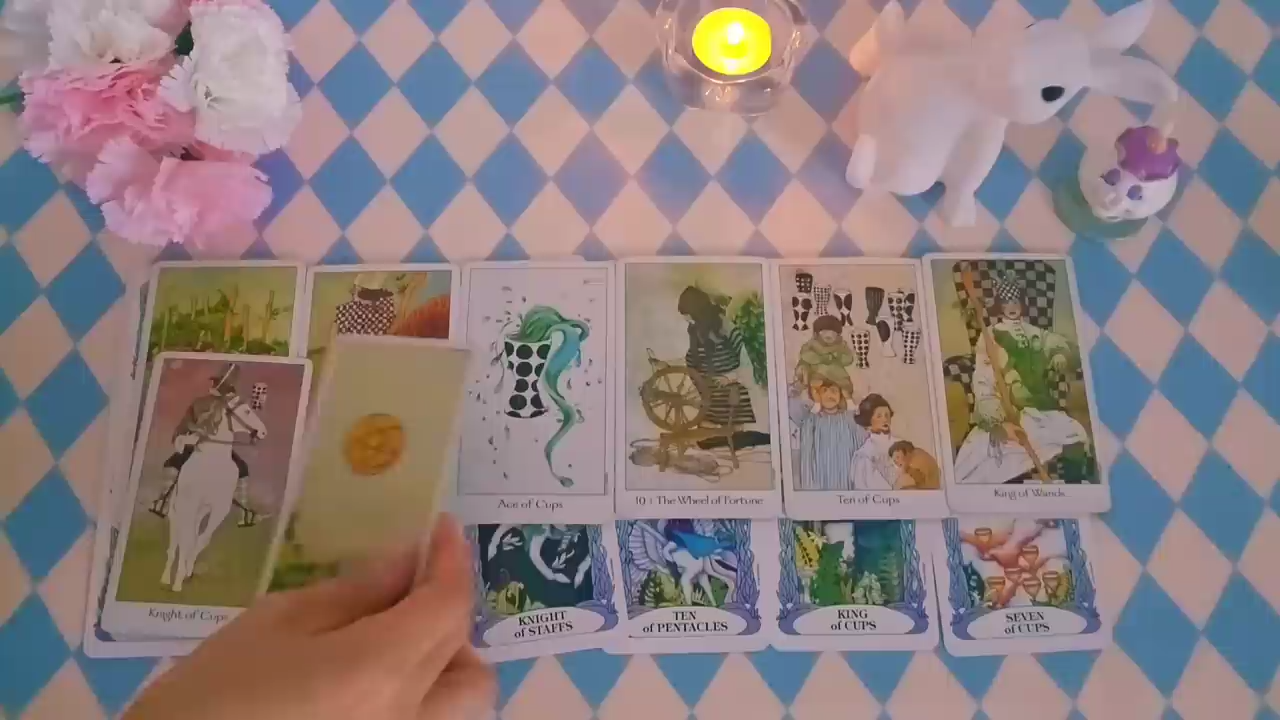 Ace of Cups
10 : The Wheel of Fortune
Ten of Cups
King of Wands
Knight of Cups
KNIGHT
of STAFFS
TEN
of PENTACLES
KING
of CUPS
SEVEN
of CUPS